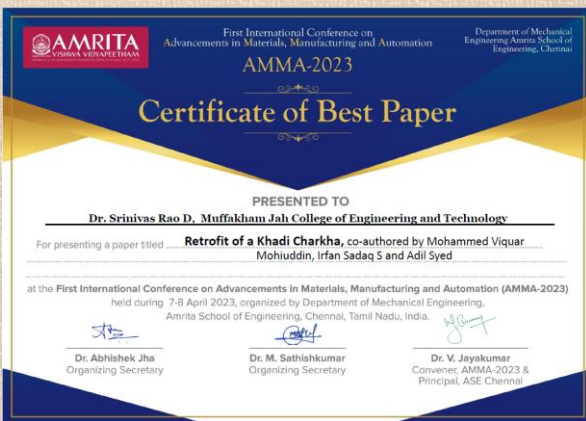 AMRITA
VISHWA VIDYAPEETHAM
First International Conference on
Advancements in Materials, Manufacturing and Automation
AMMA-2023
Department of Mechanical
Engineering Amrita School of
Engineering, Chennai
Certificate of Best Paper
PRESENTED TO
Dr. Srinivas Rao D, Muffakham Jah College of Engineering and Technology
For presenting a paper titled Retrofit of a Khadi Charkha, co-authored by Mohammed Viquar
Mohiuddin, Irfan Sadaq S and Adil Syed
at the First International Conference on Advancements in Materials, Manufacturing and Automation (AMMA-2023)
held during 7-8 April 2023, organized by Department of Mechanical Engineering,
Amrita School of Engineering, Chennai, Tamil Nadu, India.
Dr. Abhishek Jha
Organizing Secretary
Dr. M. Sathishkumar
Organizing Secretary
Dr. V. Jayakumar
Convener, AMMA-2023 &
Principal, ASE Chennai